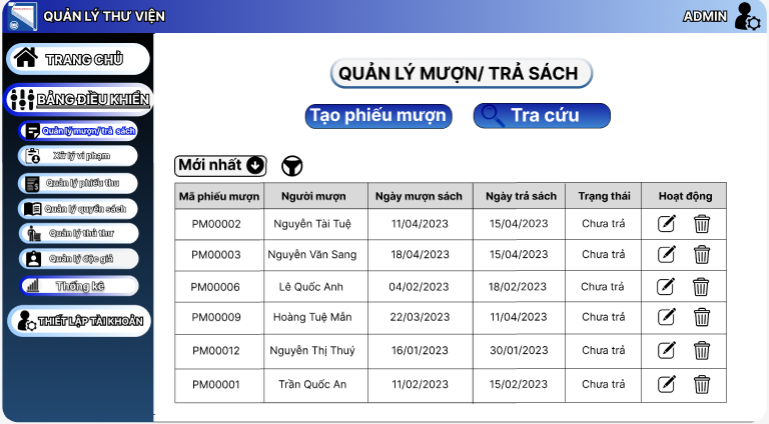 QUẢN LÝ THƯ VIỆN
ADMIN
TRANG CHỦ
BẢNG ĐIỀU KHIỂN
Quản lý mượn/ trả sách
Xử lý vi phạm
Quản lý phiếu thu
Quản lý quyển sách
Quản lý thủ thư
Quản lý độc giả
Thống kê
THIẾT LẬP TÀI KHOẢN
QUẢN LÝ MƯỢN/ TRẢ SÁCH
Tạo phiếu mượn Tra cứu
Mới nhất
Mã phiếu mượn Người mượn Ngày mượn sách Ngày trả sách Trạng thái Hoạt động
PM00002 Nguyễn Tài Tuệ 11/04/2023 15/04/2023 Chưa trả
PM00003 Nguyễn Văn Sang 18/04/2023 15/04/2023 Chưa trả
PM00006 Lê Quốc Anh 04/02/2023 18/02/2023 Chưa trả
PM00009 Hoàng Tuệ Mẫn 22/03/2023 11/04/2023 Chưa trả
PM00012 Nguyễn Thị Thuý 16/01/2023 30/01/2023 Chưa trả
PM00001 Trần Quốc An 11/02/2023 15/02/2023 Chưa trả